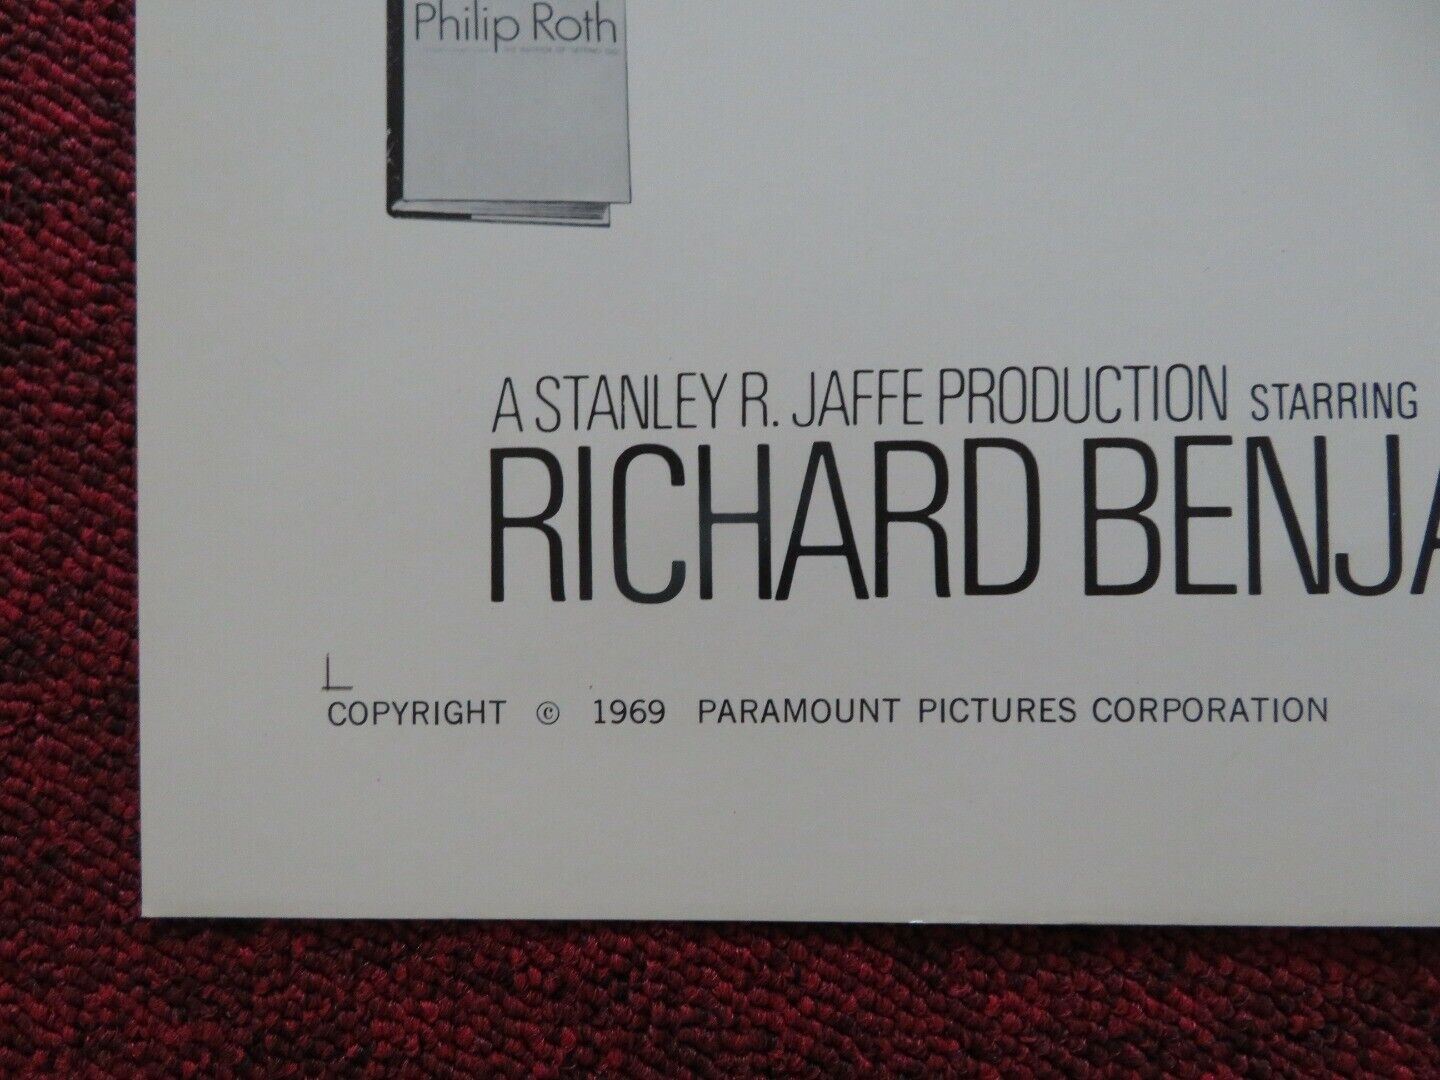 Philip Roth
A STANLEY R. JAFFE PRODUCTION STARRING
RICHARD BENJA
COPYRIGHT © 1969 PARAMOUNT PICTURES CORPORATION